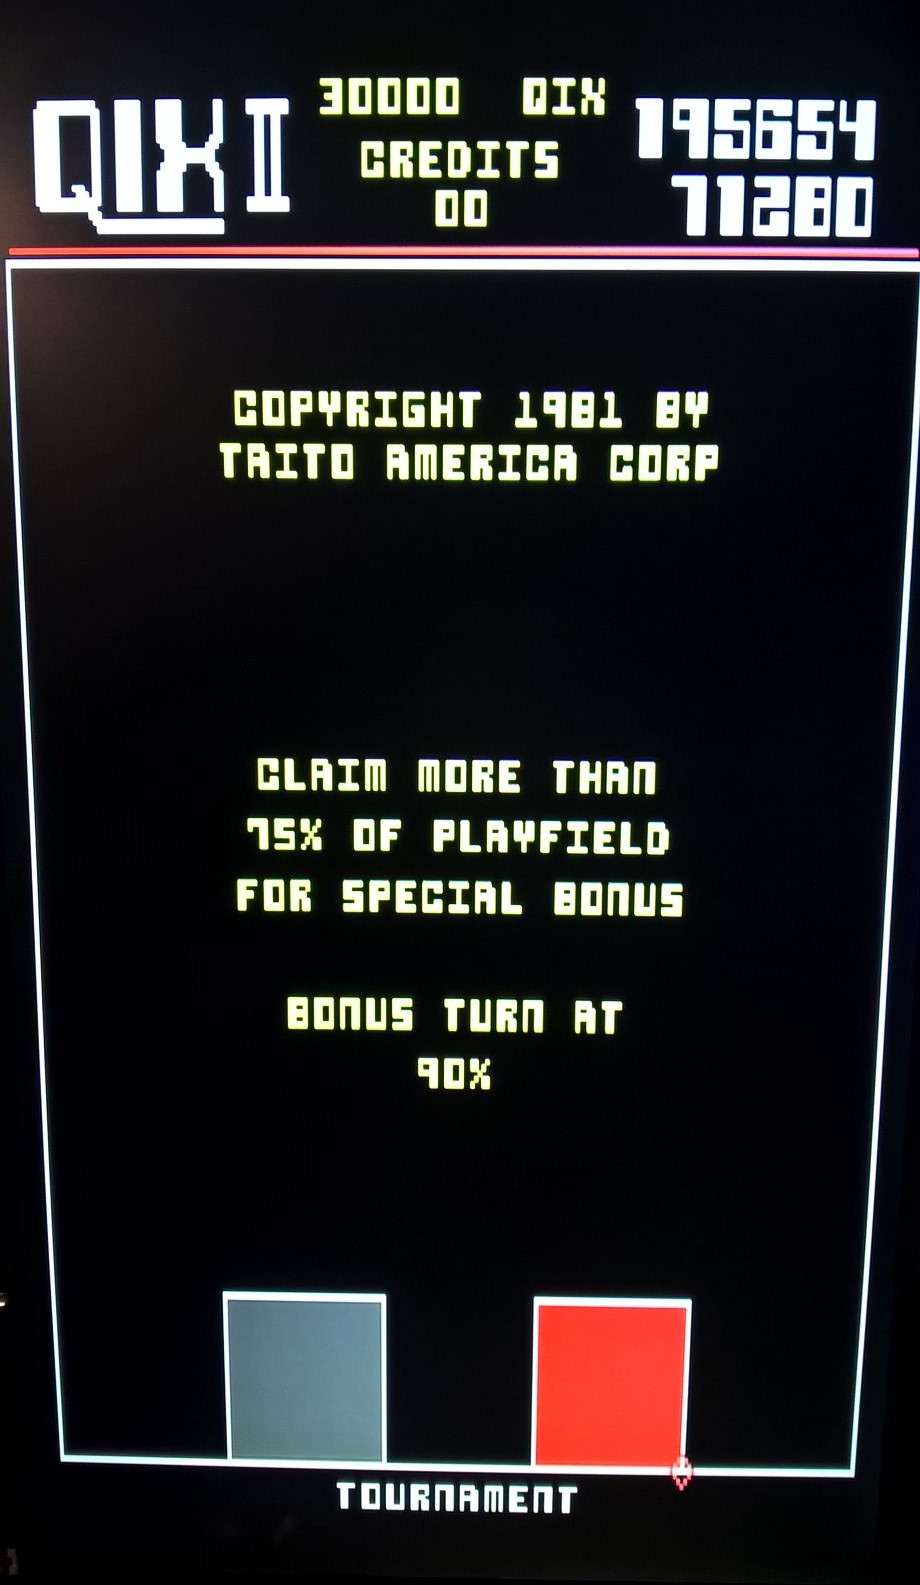 QIX II
30000 QIX
CREDITS
00
195654
71280
COPYRIGHT 1981 BY
TAITO AMERICA CORP
CLAIM MORE THAN
75% OF PLAYFIELD
FOR SPECIAL BONUS
BONUS TURN AT
90%
TOURNAMENT